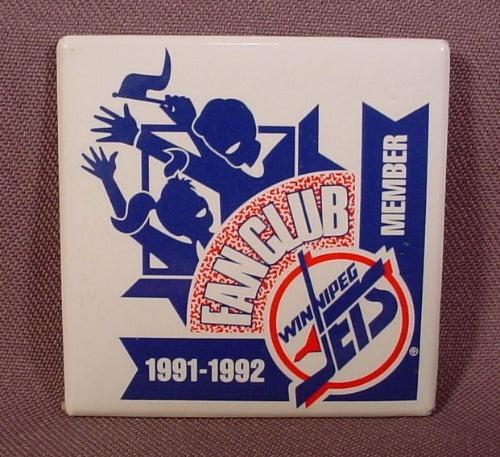 FAN CLUB
MEMBER
WINNIPEG
JETS
®
1991-1992